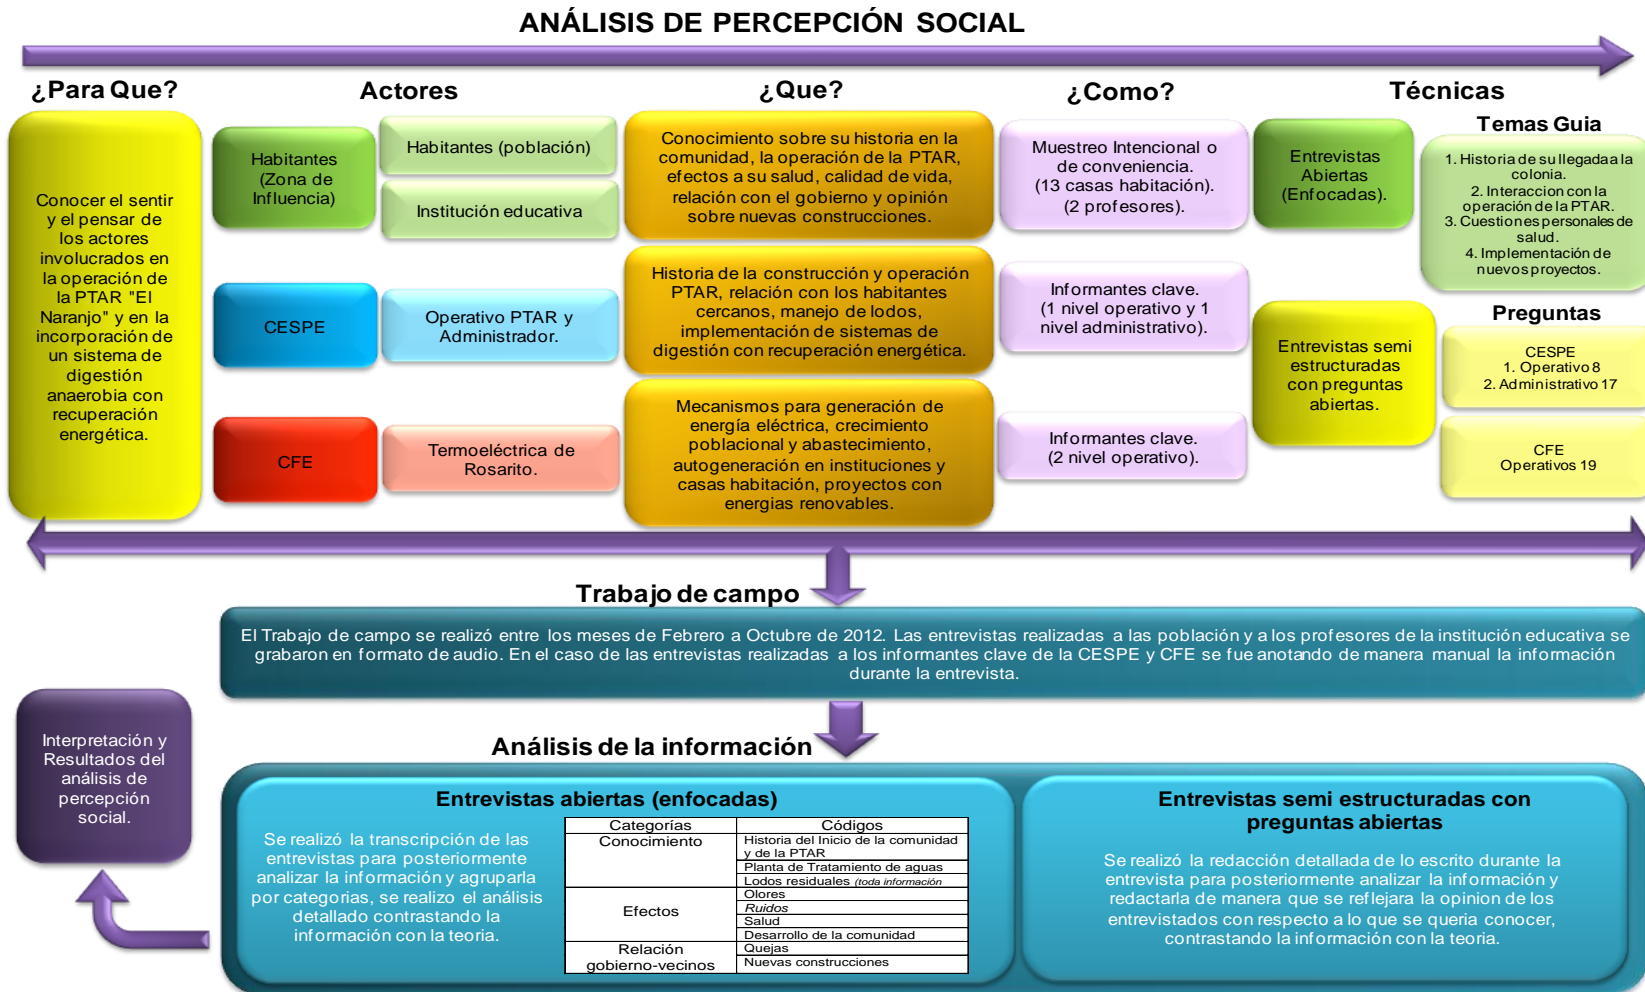 ANÁLISIS DE PERCEPCIÓN SOCIAL
¿Para Que?
Actores
¿Que?
¿Como?
Técnicas
Conocer el sentir
y el pensar de
los actores
involucrados en
la operación de
la PTAR "El
Naranjo" y en la
incorporación de
un sistema de
digestión
anaerobia con
recuperación
energética.
Habitantes
(Zona de
Influencia)
Habitantes (población)
Institución educativa
Conocimiento sobre su historia en la
comunidad, la operación de la PTAR,
efectos a su salud, calidad de vida,
relación con el gobierno y opinión
sobre nuevas construcciones.
Muestreo Intencional o
de conveniencia.
(13 casas habitación).
(2 profesores).
Entrevistas
Abiertas
(Enfocadas).
Temas Guia
1. Historia de su llegada a la
colonia.
2. Interaccion con la
operación de la PTAR.
3. Cuestiones personales de
salud.
4. Implementación de
nuevos proyectos.
CESPE
Operativo PTAR y
Administrador.
Historia de la construcción y operación
PTAR, relación con los habitantes
cercanos, manejo de lodos,
implementación de sistemas de
digestión con recuperación energética.
Informantes clave.
(1 nivel operativo y 1
nivel administrativo).
Entrevistas semi
estructuradas
con preguntas
abiertas.
Preguntas
CESPE
1. Operativo 8
2. Administrativo 17
CFE
Termoeléctrica de
Rosarito.
Mecanismos para generación de
energía eléctrica, crecimiento
poblacional y abastecimiento,
autogeneración en instituciones y
casas habitación, proyectos con
energias renovables.
Informantes clave.
(2 nivel operativo).
CFE
Operativos 19
Trabajo de campo
El Trabajo de campo se realizó entre los meses de Febrero a Octubre de 2012. Las entrevistas realizadas a las población y a los profesores de la institución educativa se
grabaron en formato de audio. En el caso de las entrevistas realizadas a los informantes clave de la CESPE y CFE se fue anotando de manera manual la información
durante la entrevista.
Interpretación y
Resultados del
análisis de
percepción
social.
Análisis de la información
Entrevistas abiertas (enfocadas)
Se realizó la transcripción de las
entrevistas para posteriormente
analizar la información y agruparla
por categorias, se realizo el análisis
detallado contrastando la
información con la teoria.
Categorías Códigos
Conocimiento Historia del Inicio de la comunidad
y de la PTAR
Planta de Tratamiento de aguas
Lodos residuales (toda información
Efectos Olores
Ruidos
Salud
Desarrollo de la comunidad
Relación
gobierno-vecinos
Quejas
Nuevas construcciones
Entrevistas semi estructuradas con
preguntas abiertas
Se realizó la redacción detallada de lo escrito durante la
entrevista para posteriormente analizar la información y
redactarla de manera que se reflejara la opinion de los
entrevistados con respecto a lo que se queria conocer,
contrastando la información con la teoria.